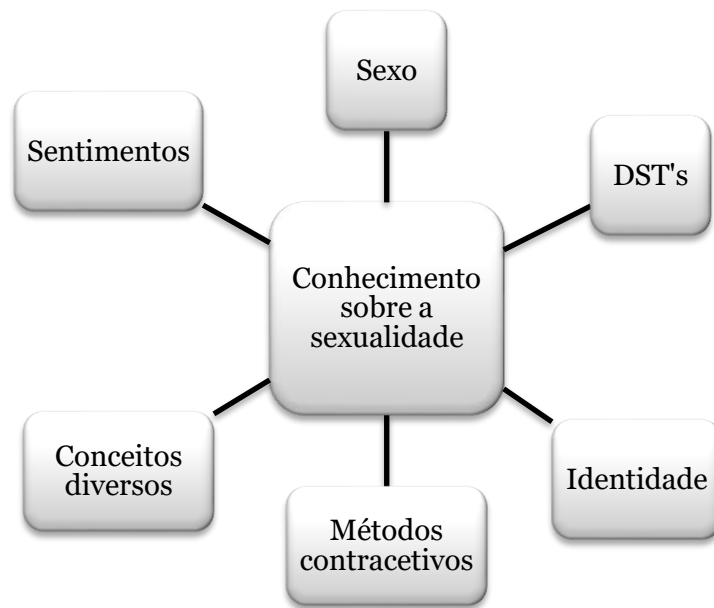 Sexo
Sentimentos
DST's
Conhecimento
sobre a
sexualidade
Conceitos
diversos
Identidade
Métodos
contracetivos